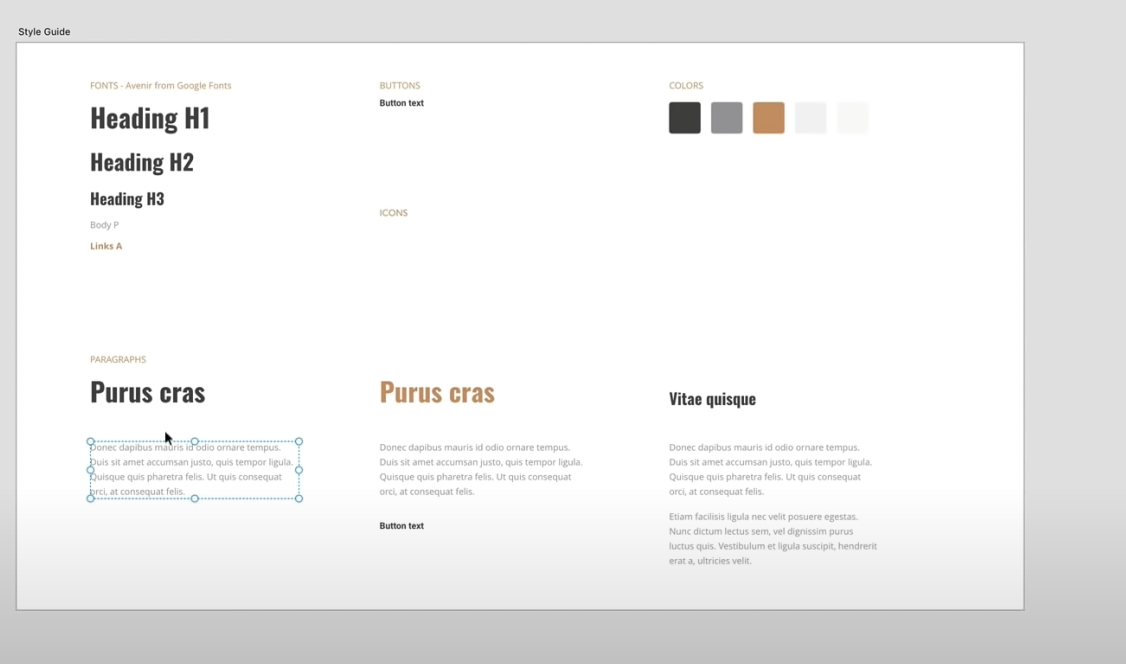 Style Guide
FONTS - Avenir from Google Fonts
Heading H1
Heading H2
Heading H3
Body P
Links A
BUTTONS
Button text
ICONS
COLORS
PARAGRAPHS
Purus cras
Donec dapibus mauris id odio ornare tempus.
Duis sit amet accumsan justo, quis tempor ligula.
Quisque quis pharetra felis. Ut quis consequat
orci, at consequat felis.
Purus cras
Donec dapibus mauris id odio ornare tempus.
Duis sit amet accumsan justo, quis tempor ligula.
Quisque quis pharetra felis. Ut quis consequat
orci, at consequat felis.
Button text
Vitae quisque
Donec dapibus mauris id odio ornare tempus.
Duis sit amet accumsan justo, quis tempor ligula.
Quisque quis pharetra felis. Ut quis consequat
orci, at consequat felis.
Etiam facilisis ligula nec velit posuere egestas.
Nunc dictum lectus sem, vel dignissim purus
luctus quis. Vestibulum et ligula suscipit, hendrerit
erat a, ultricies velit.